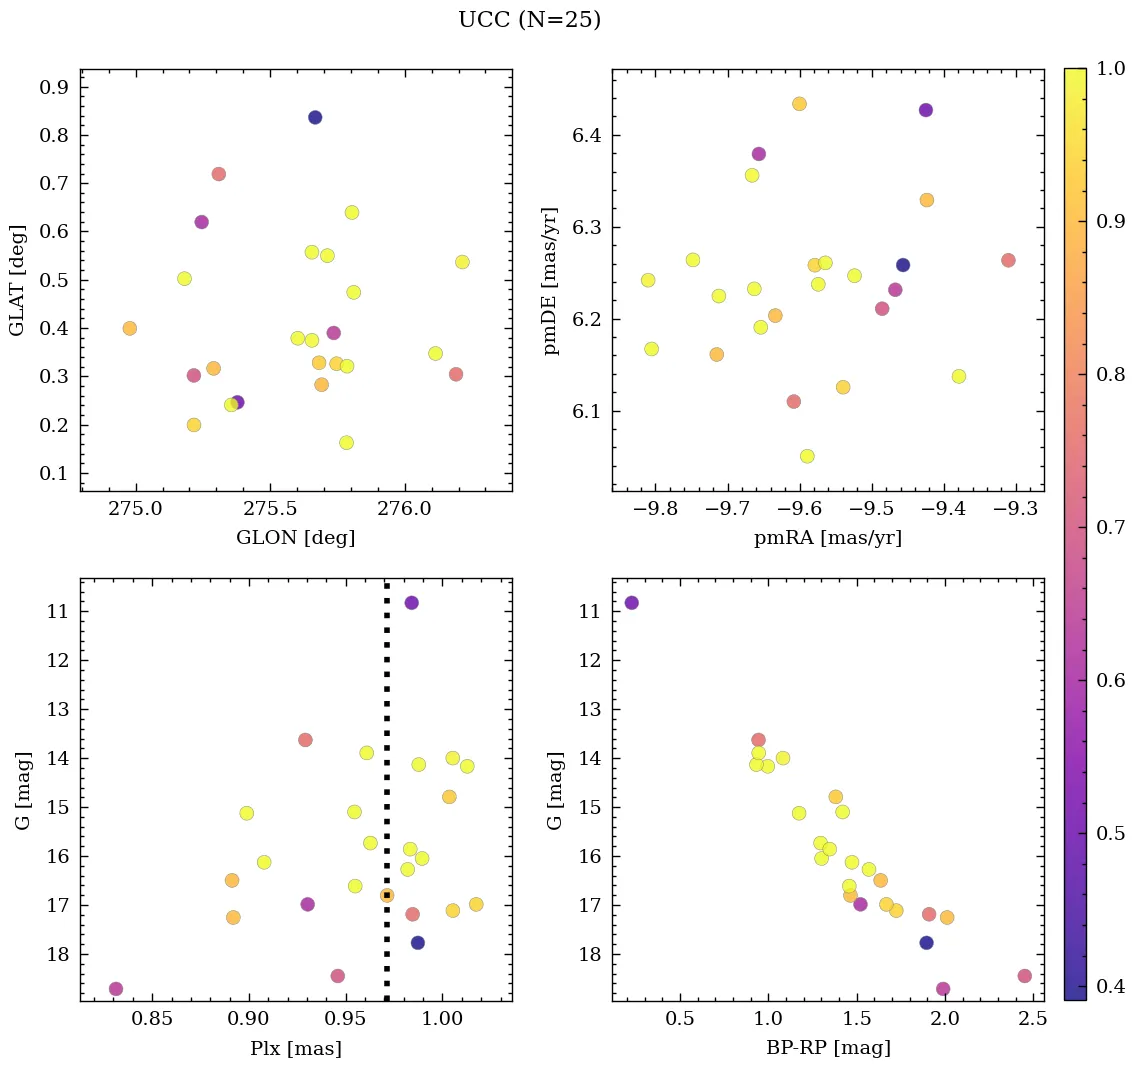 UCC (N=25)
0.9
0.8
0.7
0.6
0.5
0.4
0.3
0.2
0.1
GLAT [deg]
275.0 275.5 276.0
GLON [deg]
6.4
6.3
6.2
6.1
pmDE [mas/yr]
−9.8 −9.7 −9.6 −9.5 −9.4 −9.3
pmRA [mas/yr]
11
12
13
14
15
16
17
18
G [mag]
0.85 0.90 0.95 1.00
Plx [mas]
11
12
13
14
15
16
17
18
G [mag]
0.5 1.0 1.5 2.0 2.5
BP-RP [mag]
1.0
0.9
0.8
0.7
0.6
0.5
0.4